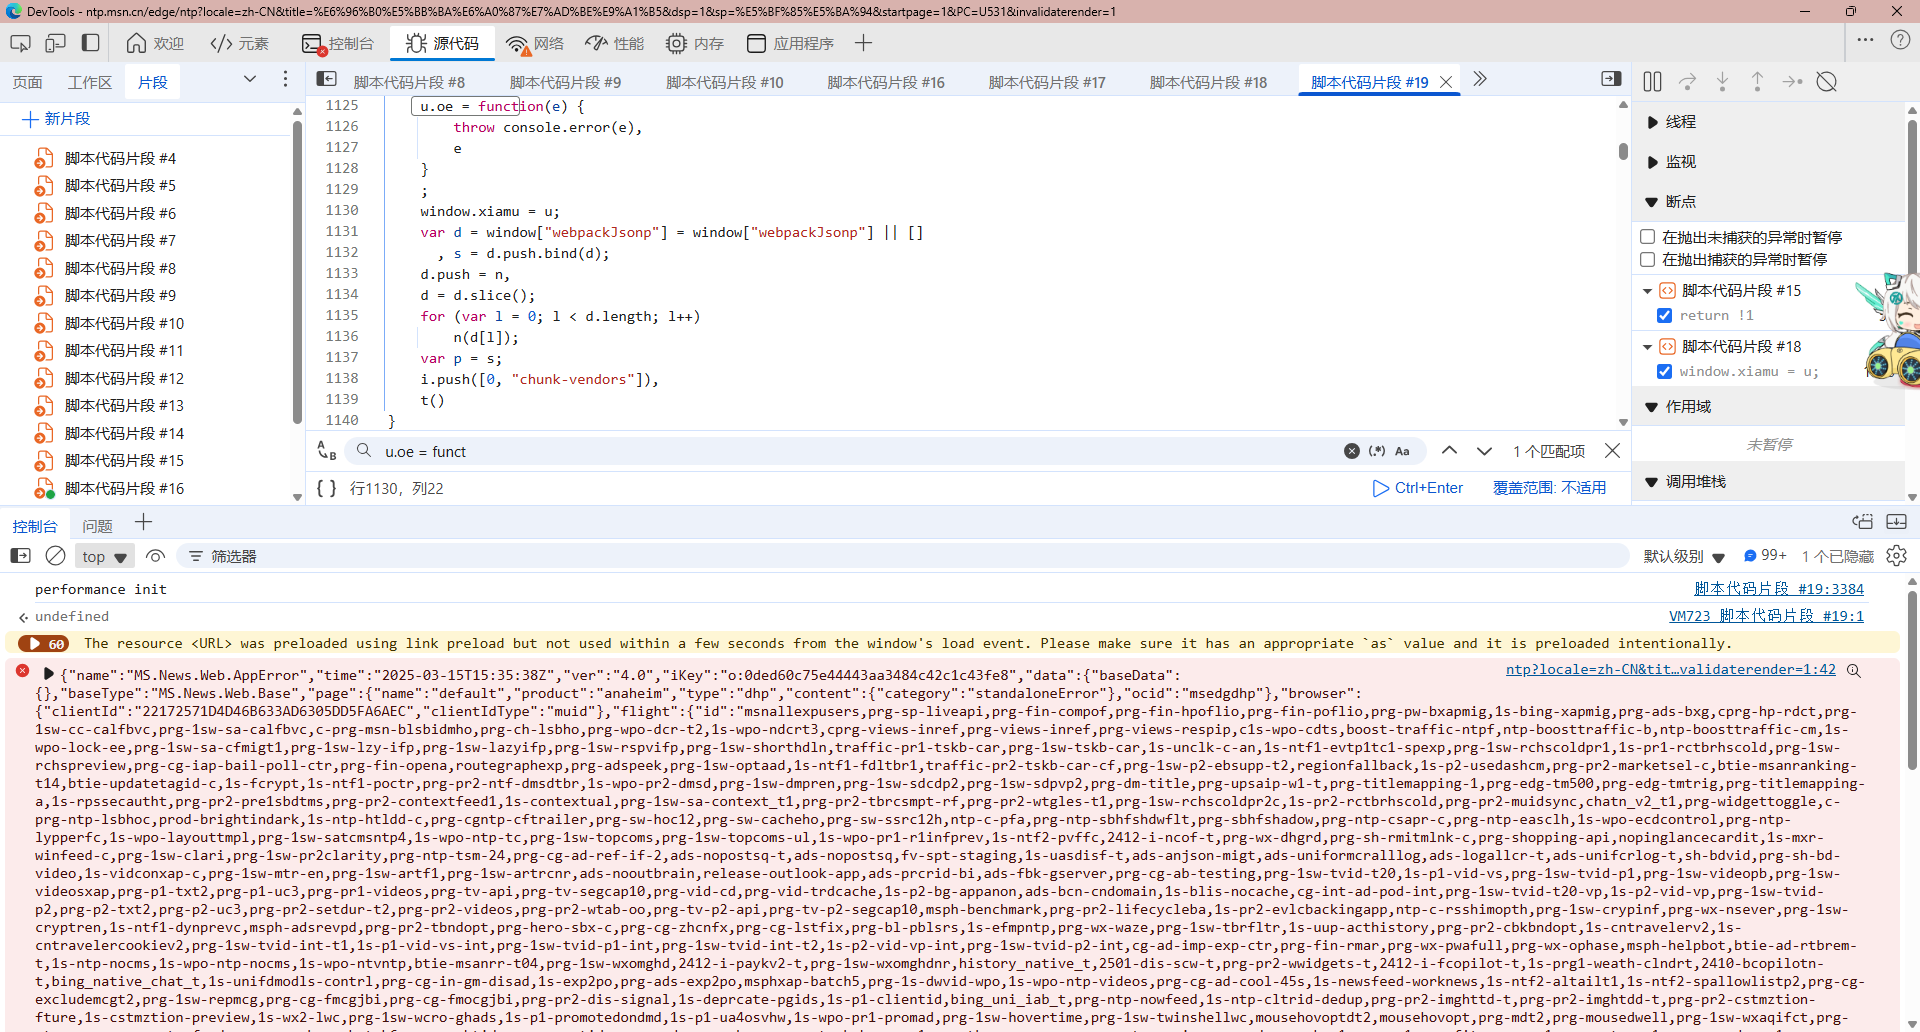 DevTools - ntp.msn.cn/edge/ntp?locale=zh-CN&title=%E6%96%B0%E5%BB%BA%E6%A0%87%E7%AD%BE%E9%A1%B5&dsp=1&sp=%E5%BF%85%E5%BA%94&startpage=1&PC=U531&invalidaterender=1
欢迎 </> 元素 控制台 源代码 网络 性能 内存 应用程序
页面 工作区 片段
脚本代码片段 #8 脚本代码片段 #9 脚本代码片段 #10 脚本代码片段 #16 脚本代码片段 #17 脚本代码片段 #18 脚本代码片段 #19
新片段
脚本代码片段 #4
脚本代码片段 #5
脚本代码片段 #6
脚本代码片段 #7
脚本代码片段 #8
脚本代码片段 #9
脚本代码片段 #10
脚本代码片段 #11
脚本代码片段 #12
脚本代码片段 #13
脚本代码片段 #14
脚本代码片段 #15
脚本代码片段 #16
1125 u.oe = function(e) {
1126 throw console.error(e),
1127 e
1128 }
1129 ;
1130 window.xiamu = u;
1131 var d = window["webpackJsonp"] = window["webpackJsonp"] || []
1132 , s = d.push.bind(d);
1133 d.push = n,
1134 d = d.slice();
1135 for (var l = 0; l < d.length; l++)
1136 n(d[l]);
1137 var p = s;
1138 i.push([0, "chunk-vendors"]),
1139 t()
1140 }
u.oe = funct (.*) Aa 1 个匹配项
{ } 行1130，列22 Ctrl+Enter 覆盖范围: 不适用
线程
监视
断点
在抛出未捕获的异常时暂停
在抛出捕获的异常时暂停
脚本代码片段 #15
return !1
脚本代码片段 #18
window.xiamu = u;
作用域
未暂停
调用堆栈
控制台 问题
top 筛选器 默认级别 99+ 1 个已隐藏
performance init 脚本代码片段 #19:3384
undefined VM723 脚本代码片段 #19:1
60 The resource <URL> was preloaded using link preload but not used within a few seconds from the window's load event. Please make sure it has an appropriate `as` value and it is preloaded intentionally.
ntp?locale=zh-CN&tit…validaterender=1:42
{"name":"MS.News.Web.AppError","time":"2025-03-15T15:35:38Z","ver":"4.0","iKey":"o:0ded60c75e44443aa3484c42c1c43fe8","data":{"baseData":
{},"baseType":"MS.News.Web.Base","page":{"name":"default","product":"anaheim","type":"dhp","content":{"category":"standaloneError"},"ocid":"msedgdhp"},"browser":
{"clientId":"22172571D4D46B633AD6305DD5FA6AEC","clientIdType":"muid"},"flight":{"id":"msnallexpusers,prg-sp-liveapi,prg-fin-compof,prg-fin-hpoflio,prg-fin-poflio,prg-pw-bxapmig,1s-bing-xapmig,prg-ads-bxg,cprg-hp-rdct,prg-
1sw-cc-calfbvc,prg-1sw-sa-calfbvc,c-prg-msn-blsbidmho,prg-ch-lsbho,prg-wpo-dcr-t2,1s-wpo-ndcrt3,cprg-views-inref,prg-views-inref,prg-views-respip,c1s-wpo-cdts,boost-traffic-ntpf,ntp-boosttraffic-b,ntp-boosttraffic-cm,1s-
wpo-lock-ee,prg-1sw-sa-cfmigt1,prg-1sw-lzy-ifp,prg-1sw-lazyifp,prg-1sw-rspvifp,prg-1sw-shorthdln,traffic-pr1-tskb-car,prg-1sw-tskb-car,1s-unclk-c-an,1s-ntf1-evtp1tc1-spexp,prg-1sw-rchscoldpr1,1s-pr1-rctbrhscold,prg-1sw-
rchspreview,prg-cg-iap-bail-poll-ctr,prg-fin-opena,routegraphexp,prg-adspeek,prg-1sw-optaad,1s-ntf1-fdltbr1,traffic-pr2-tskb-car-cf,prg-1sw-p2-ebsupp-t2,regionfallback,1s-p2-usedashcm,prg-pr2-marketsel-c,btie-msanranking-
t14,btie-updatetagid-c,1s-fcrypt,1s-ntf1-poctr,prg-pr2-ntf-dmsdtbr,1s-wpo-pr2-dmsd,prg-1sw-dmpren,prg-1sw-sdcdp2,prg-1sw-sdpvp2,prg-dm-title,prg-upsaip-w1-t,prg-titlemapping-1,prg-edg-tm500,prg-edg-tmtrig,prg-titlemapping-
a,1s-rpssecautht,prg-pr2-pre1sbdtms,prg-pr2-contextfeed1,1s-contextual,prg-1sw-sa-context_t1,prg-pr2-tbrcsmpt-rf,prg-pr2-wtgles-t1,prg-1sw-rchscoldpr2c,1s-pr2-rctbrhscold,prg-pr2-muidsync,chatn_v2_t1,prg-widgettoggle,c-
prg-ntp-lsbhoc,prod-brightindark,1s-ntp-htldd-c,prg-cgntp-cftrailer,prg-sw-hoc12,prg-sw-cacheho,prg-sw-ssrc12h,ntp-c-pfa,prg-ntp-sbhfshdwflt,prg-sbhfshadow,prg-ntp-csapr-c,prg-ntp-easclh,1s-wpo-ecdcontrol,prg-ntp-
lypperfc,1s-wpo-layouttmpl,prg-1sw-satcmsntp4,1s-wpo-ntp-tc,prg-1sw-topcoms,prg-1sw-topcoms-ul,1s-wpo-pr1-r1infprev,1s-ntf2-pvffc,2412-i-ncof-t,prg-wx-dhgrd,prg-sh-rmitmlnk-c,prg-shopping-api,nopinglancecardit,1s-mxr-
winfeed-c,prg-1sw-clari,prg-1sw-pr2clarity,prg-ntp-tsm-24,prg-cg-ad-ref-if-2,ads-nopostsq-t,ads-nopostsq,fv-spt-staging,1s-uasdisf-t,ads-anjson-migt,ads-uniformcralllog,ads-logallcr-t,ads-unifcrlog-t,sh-bdvid,prg-sh-bd-
video,1s-vidconxap-c,prg-1sw-mtr-en,prg-1sw-artf1,prg-1sw-artrcnr,ads-nooutbrain,release-outlook-app,ads-prcrid-bi,ads-fbk-gserver,prg-cg-ab-testing,prg-1sw-tvid-t20,1s-p1-vid-vs,prg-1sw-tvid-p1,prg-1sw-videopb,prg-1sw-
videosxap,prg-p1-txt2,prg-p1-uc3,prg-pr1-videos,prg-tv-api,prg-tv-segcap10,prg-vid-cd,prg-vid-trdcache,1s-p2-bg-appanon,ads-bcn-cndomain,1s-blis-nocache,cg-int-ad-pod-int,prg-1sw-tvid-t20-vp,1s-p2-vid-vp,prg-1sw-tvid-
p2,prg-p2-txt2,prg-p2-uc3,prg-pr2-setdur-t2,prg-pr2-videos,prg-pr2-wtab-oo,prg-tv-p2-api,prg-tv-p2-segcap10,msph-benchmark,prg-pr2-lifecycleba,1s-pr2-evlcbackingapp,ntp-c-rsshimopth,prg-1sw-crypinf,prg-wx-nsever,prg-1sw-
cryptren,1s-ntf1-dynprevc,msph-adsrevpd,prg-pr2-tbndopt,prg-hero-sbx-c,prg-cg-zhcnfx,prg-cg-lstfix,prg-bl-pblsrs,1s-efmpntp,prg-wx-waze,prg-1sw-tbrfltr,1s-uup-acthistory,prg-pr2-cbkbndopt,1s-cntravelerv2,1s-
cntravelercookiev2,prg-1sw-tvid-int-t1,1s-p1-vid-vs-int,prg-1sw-tvid-p1-int,prg-1sw-tvid-int-t2,1s-p2-vid-vp-int,prg-1sw-tvid-p2-int,cg-ad-imp-exp-ctr,prg-fin-rmar,prg-wx-pwafull,prg-wx-ophase,msph-helpbot,btie-ad-rtbrem-
t,1s-ntp-nocms,1s-wpo-ntp-nocms,1s-wpo-ntvntp,btie-msanrr-t04,prg-1sw-wxomghd,2412-i-paykv2-t,prg-1sw-wxomghdnr,history_native_t,2501-dis-scw-t,prg-pr2-wwidgets-t,2412-i-fcopilot-t,1s-prg1-weath-clndrt,2410-bcopilotn-
t,bing_native_chat_t,1s-unifdmodls-contrl,prg-cg-in-gm-disad,1s-exp2po,prg-ads-exp2po,msphxap-batch5,prg-1s-dwvid-wpo,1s-wpo-ntp-videos,prg-cg-ad-cool-45s,1s-newsfeed-worknews,1s-ntf2-altailt1,1s-ntf2-spallowlistp2,prg-cg-
excludemcgt2,prg-1sw-repmcg,prg-cg-fmcgjbi,prg-cg-fmocgjbi,prg-pr2-dis-signal,1s-deprcate-pgids,1s-p1-clientid,bing_uni_iab_t,prg-ntp-nowfeed,1s-ntp-cltrid-dedup,prg-pr2-imghttd-t,prg-pr2-imghtdd-t,prg-pr2-cstmztion-
fture,1s-cstmztion-preview,1s-wx2-lwc,prg-1sw-wcro-ghads,1s-p1-promotedondmd,1s-p1-ua4osvhw,1s-wpo-pr1-promad,prg-1sw-hovertime,prg-1sw-twinshellwc,mousehovoptdt2,mousehovopt,prg-mdt2,prg-mousedwell,prg-1sw-wxaqifct,prg-